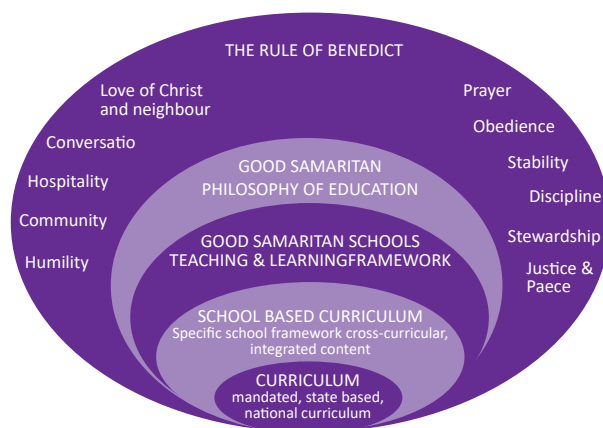 THE RULE OF BENEDICT
Love of Christ
and neighbour
Conversatio
Hospitality
Community
Humility
Prayer
Obedience
Stability
Discipline
Stewardship
Justice &
Paece
GOOD SAMARITAN
PHILOSOPHY OF EDUCATION
GOOD SAMARITAN SCHOOLS
TEACHING & LEARNINGFRAMEWORK
SCHOOL BASED CURRICULUM
Specific school framework cross-curricular,
integrated content
CURRICULUM
mandated, state based,
national curriculum